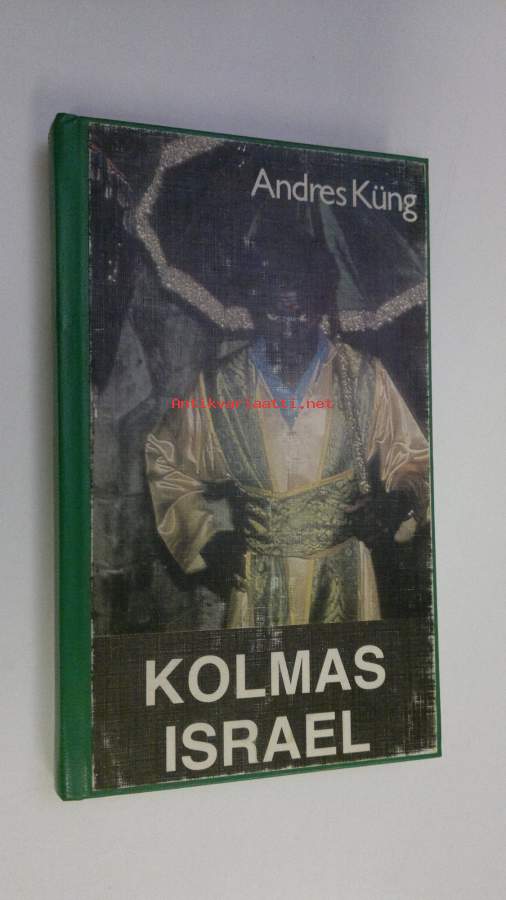 Andres Küng
Antikvariaatti.net
KOLMAS
ISRAEL